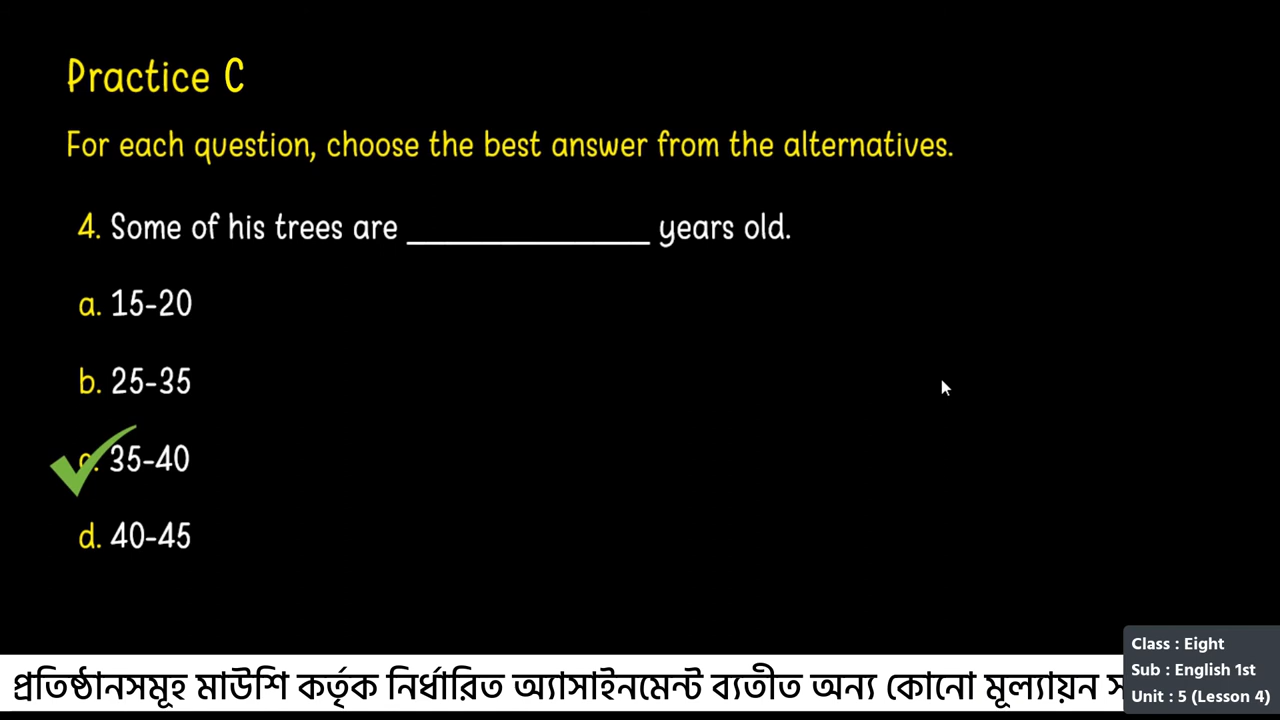 Practice C
For each question, choose the best answer from the alternatives.
4. Some of his trees are ______________ years old.
a. 15-20
b. 25-35
c. 35-40
d. 40-45
Class : Eight
Sub : English 1st
Unit : 5 (Lesson 4)
প্রতিষ্ঠানসমূহ মাউশি কর্তৃক নির্ধারিত অ্যাসাইনমেন্ট ব্যতীত অন্য কোনো মূল্যায়ন